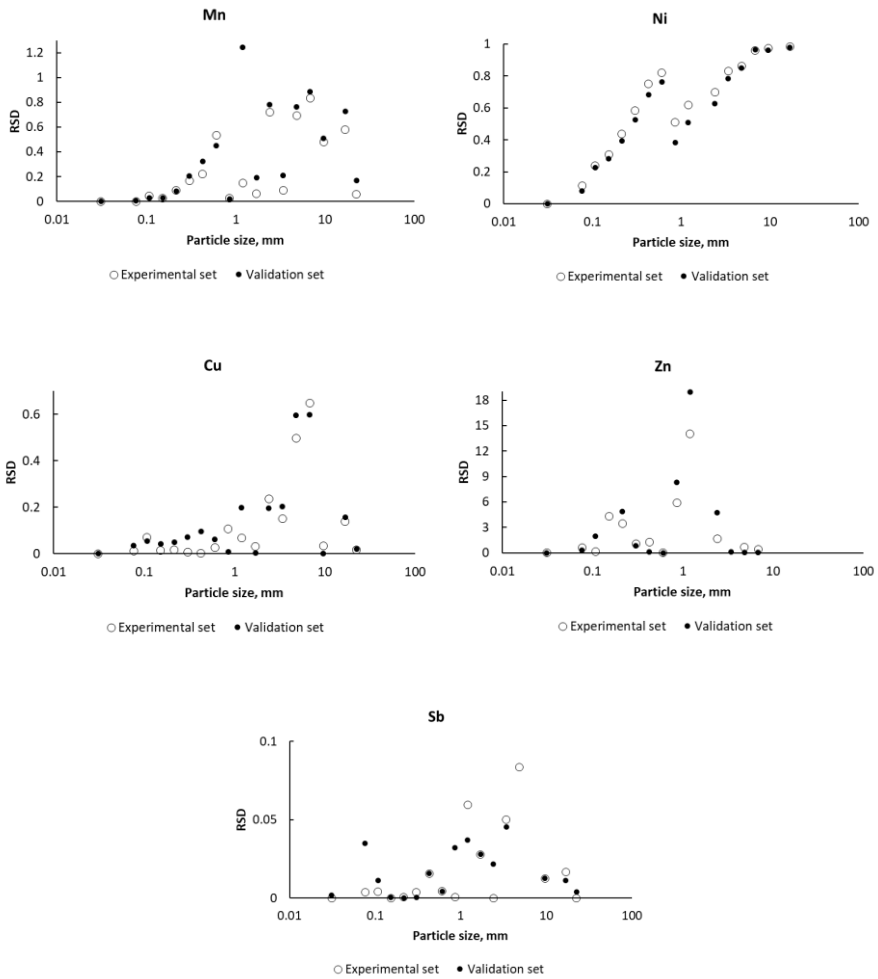 Mn
1.2
1
0.8
0.6
0.4
0.2
0
RSD
0.01
0.1
1
10
100
Particle size, mm
Experimental set
Validation set
Ni
1
0.8
0.6
0.4
0.2
0
RSD
0.01
0.1
1
10
100
Particle size, mm
Experimental set
Validation set
Cu
0.6
0.4
0.2
0
RSD
0.01
0.1
1
10
100
Particle size, mm
Experimental set
Validation set
Zn
18
15
12
9
6
3
0
RSD
0.01
0.1
1
10
100
Particle size, mm
Experimental set
Validation set
Sb
0.1
0.05
0
RSD
0.01
0.1
1
10
100
Particle size, mm
Experimental set
Validation set